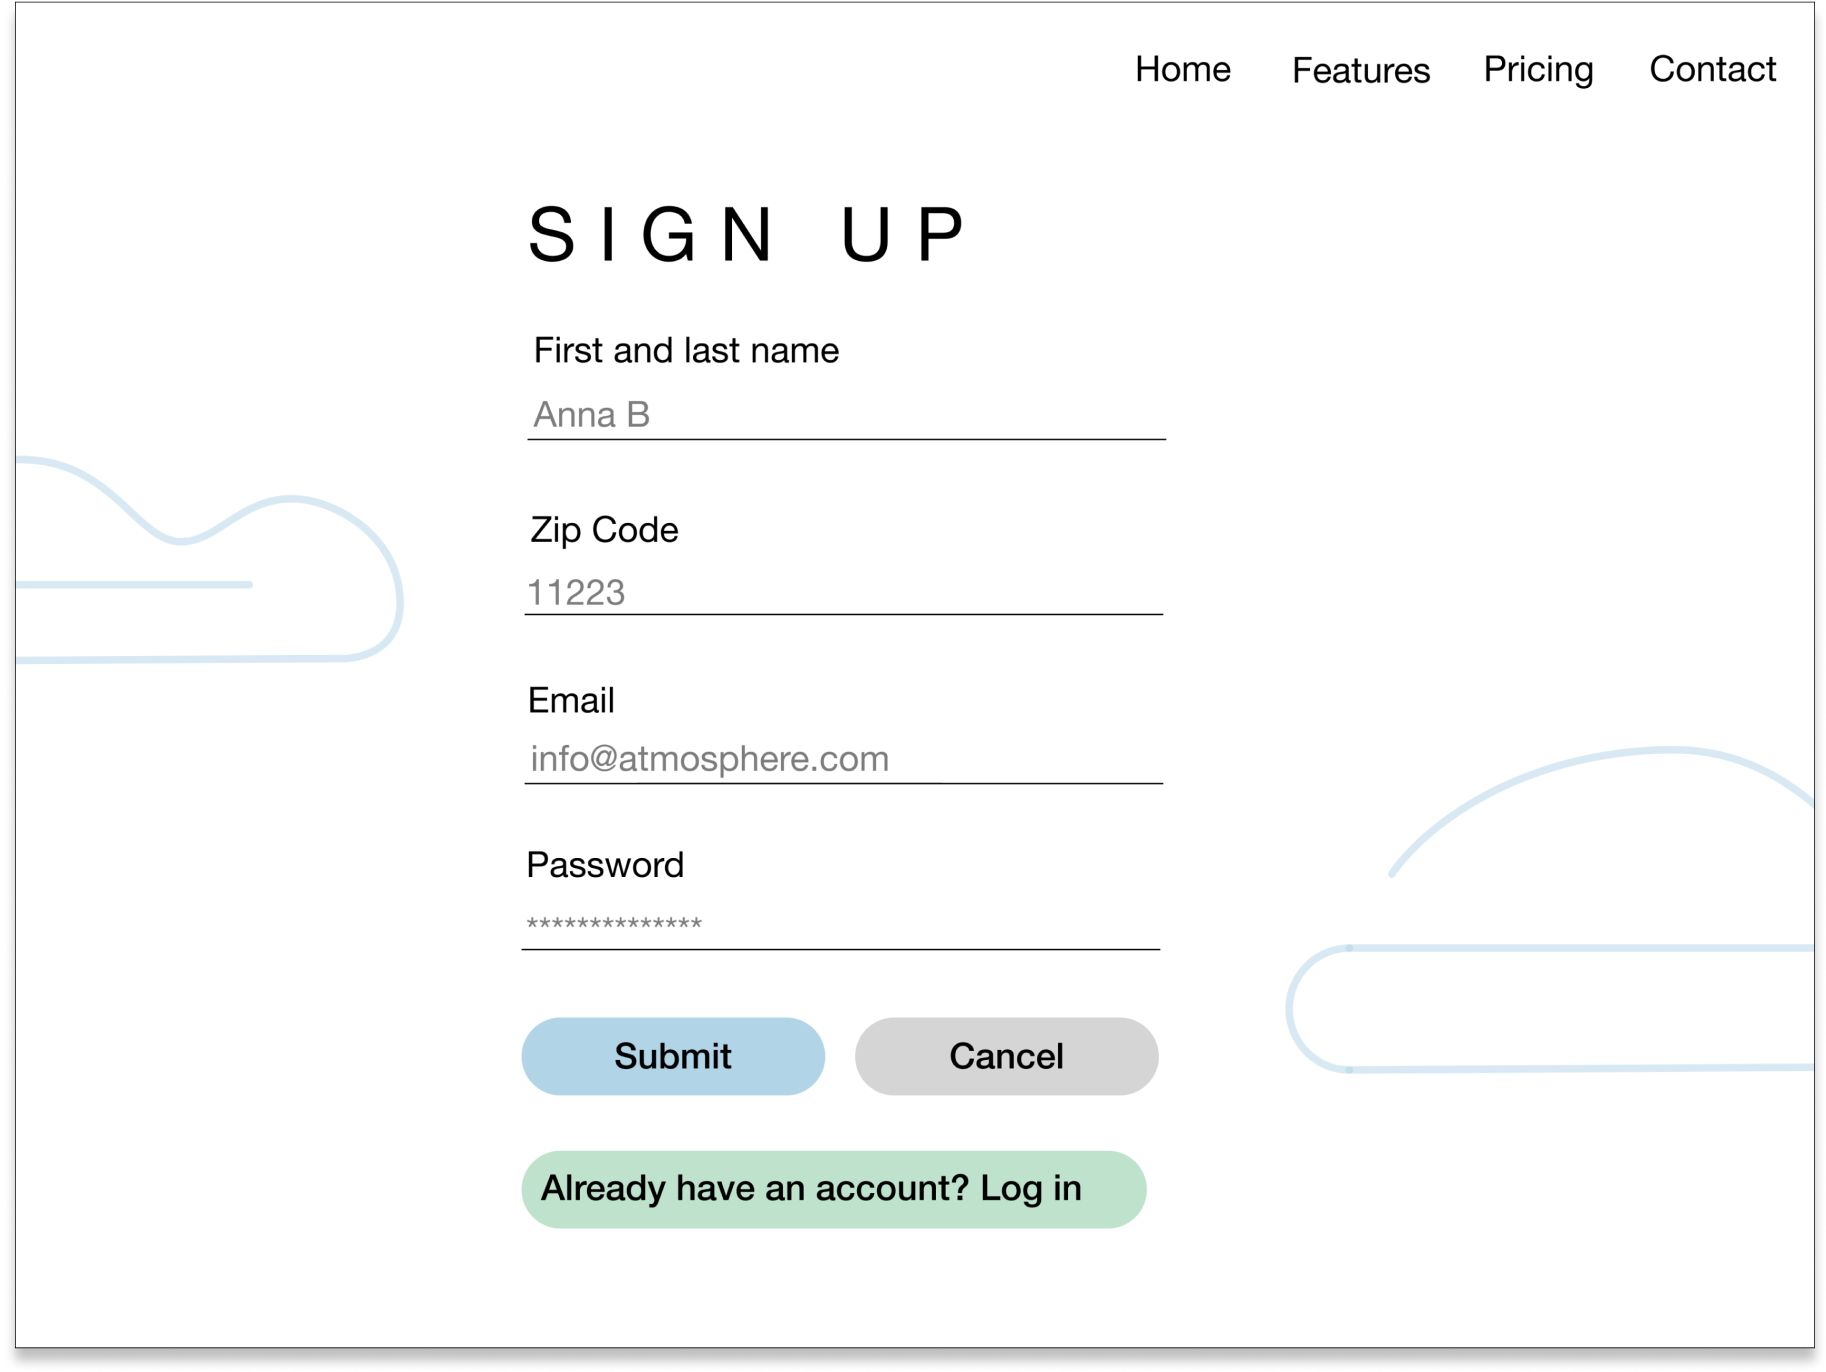 Home Features Pricing Contact
SIGN UP
First and last name
Anna B
Zip Code
11223
Email
info@atmosphere.com
Password
**************
Submit Cancel
Already have an account? Log in